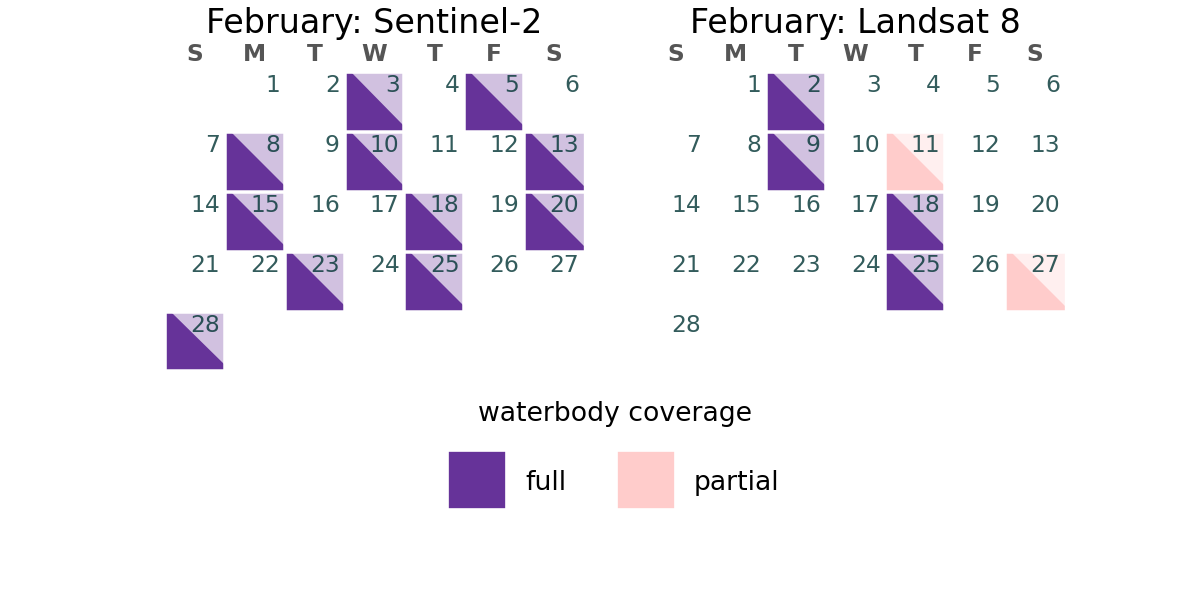 February: Sentinel-2
S M T W T F S
1 2 3 4 5 6
7 8 9 10 11 12 13
14 15 16 17 18 19 20
21 22 23 24 25 26 27
28
February: Landsat 8
S M T W T F S
1 2 3 4 5 6
7 8 9 10 11 12 13
14 15 16 17 18 19 20
21 22 23 24 25 26 27
28
waterbody coverage
full
partial